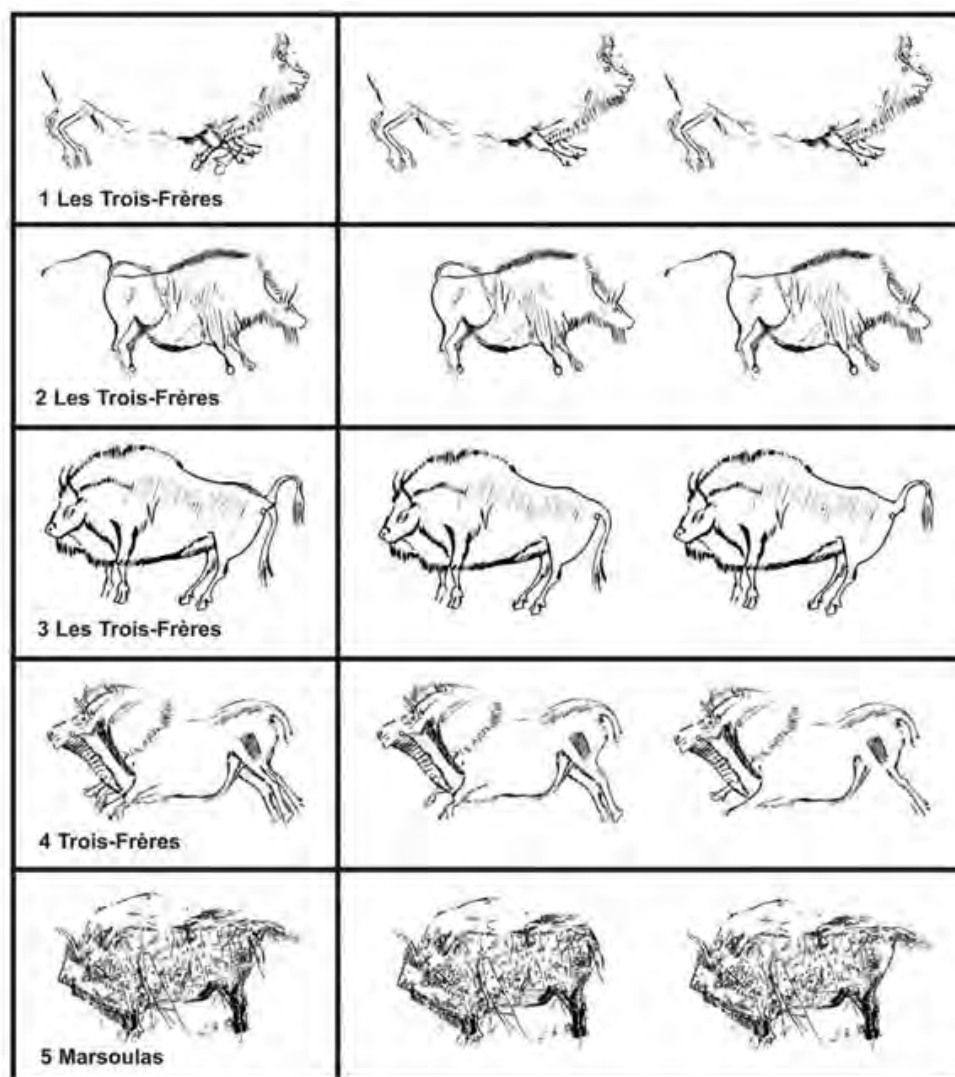 1 Les Trois-Frères
2 Les Trois-Frères
3 Les Trois-Frères
4 Trois-Frères
5 Marsoulas